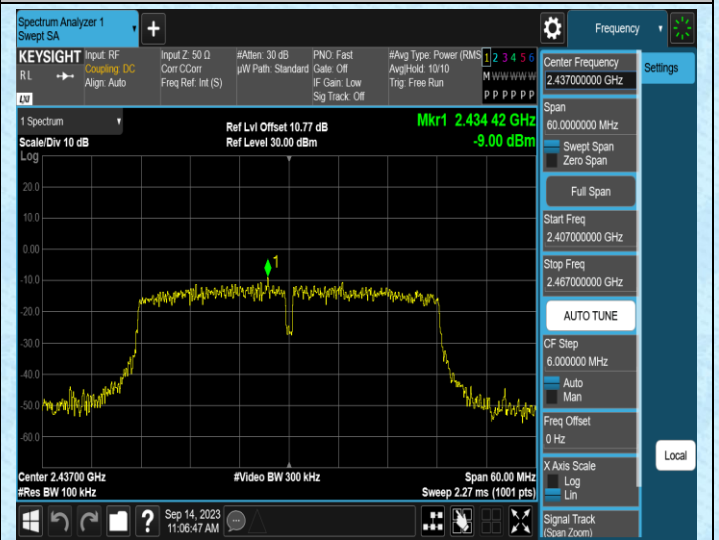 Spectrum Analyzer 1
Swept SA
+
Frequency
KEYSIGHT
RL
LXI
Input: RF
Coupling: DC
Align: Auto
Input Z: 50 Ω
Corr CCorr
Freq Ref: Int (S)
#Atten: 30 dB
µW Path: Standard
PNO: Fast
Gate: Off
IF Gain: Low
Sig Track: Off
#Avg Type: Power (RMS
Avg|Hold: 10/10
Trig: Free Run
1 2 3 4 5 6
M W W W W W
P P P P P P
1 Spectrum
Scale/Div 10 dB
Log
Ref Lvl Offset 10.77 dB
Ref Level 30.00 dBm
Mkr1 2.434 42 GHz
-9.00 dBm
20.0
10.0
0.00
-10.0
-20.0
-30.0
-40.0
-50.0
-60.0
1
Center 2.43700 GHz
#Res BW 100 kHz
#Video BW 300 kHz
Span 60.00 MHz
Sweep 2.27 ms (1001 pts)
Center Frequency
2.437000000 GHz
Settings
Span
60.0000000 MHz
Swept Span
Zero Span
Full Span
Start Freq
2.407000000 GHz
Stop Freq
2.467000000 GHz
AUTO TUNE
CF Step
6.000000 MHz
Auto
Man
Freq Offset
0 Hz
X Axis Scale
Log
Lin
Local
Signal Track
(Span Zoom)
?
Sep 14, 2023
11:06:47 AM